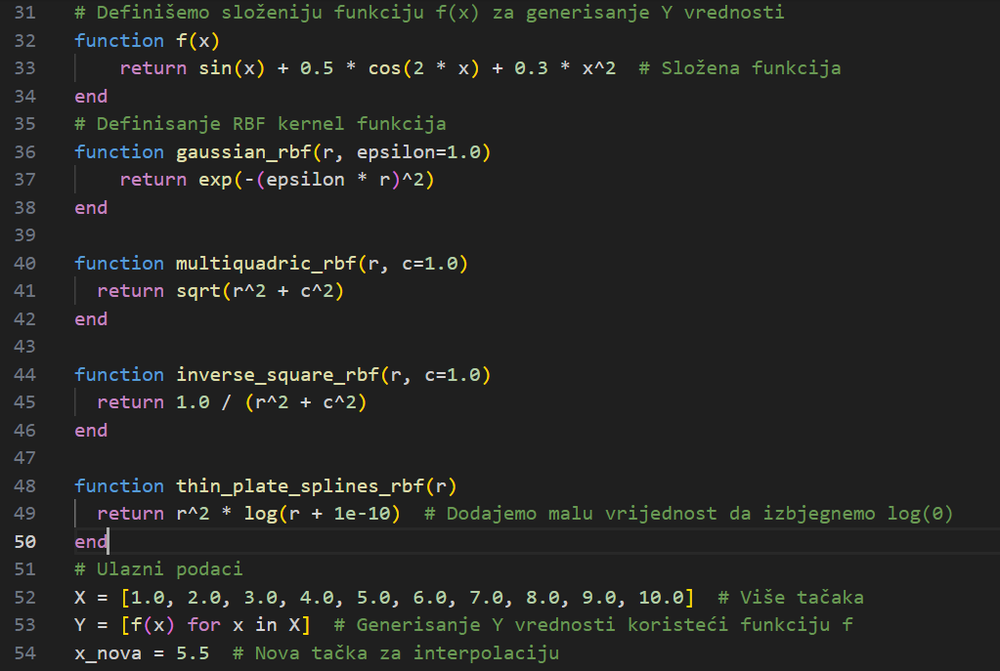 31 # Definišemo složeniju funkciju f(x) za generisanje Y vrednosti
32 function f(x)
33     return sin(x) + 0.5 * cos(2 * x) + 0.3 * x^2  # Složena funkcija
34 end
35 # Definisanje RBF kernel funkcija
36 function gaussian_rbf(r, epsilon=1.0)
37     return exp(-(epsilon * r)^2)
38 end
39
40 function multiquadric_rbf(r, c=1.0)
41   return sqrt(r^2 + c^2)
42 end
43
44 function inverse_square_rbf(r, c=1.0)
45   return 1.0 / (r^2 + c^2)
46 end
47
48 function thin_plate_splines_rbf(r)
49   return r^2 * log(r + 1e-10)  # Dodajemo malu vrijednost da izbjegnemo log(0)
50 end
51 # Ulazni podaci
52 X = [1.0, 2.0, 3.0, 4.0, 5.0, 6.0, 7.0, 8.0, 9.0, 10.0]  # Više tačaka
53 Y = [f(x) for x in X]  # Generisanje Y vrednosti koristeći funkciju f
54 x_nova = 5.5  # Nova tačka za interpolaciju